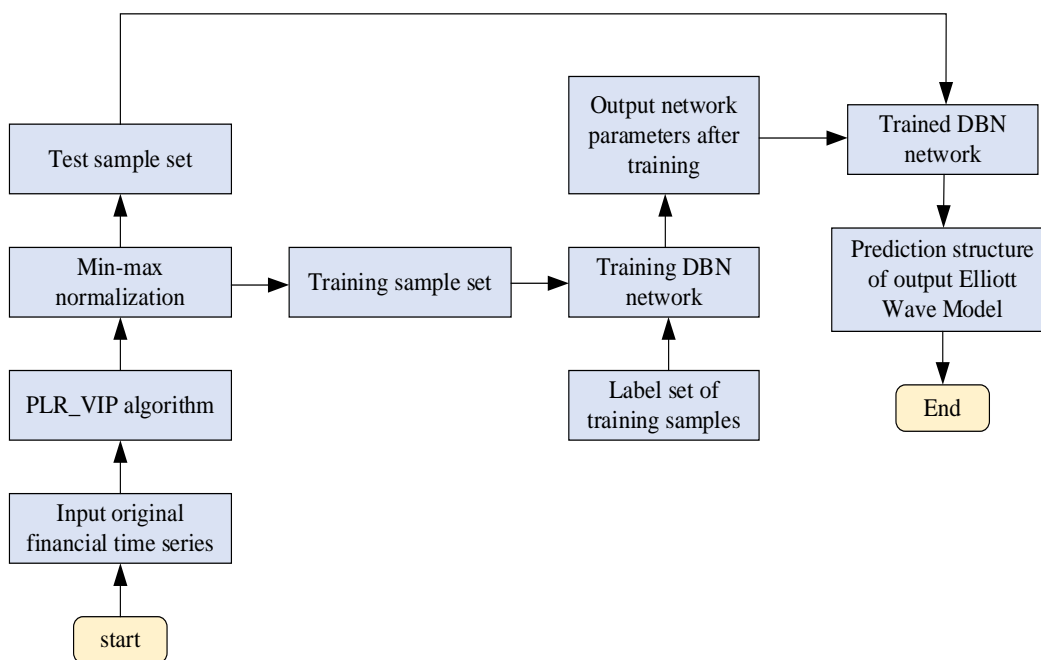 Test sample set
Output network
parameters after
training
Trained DBN
network
Min-max
normalization
Training sample set
Training DBN
network
Prediction structure
of output Elliott
Wave Model
PLR_VIP algorithm
Label set of
training samples
End
Input original
financial time series
start